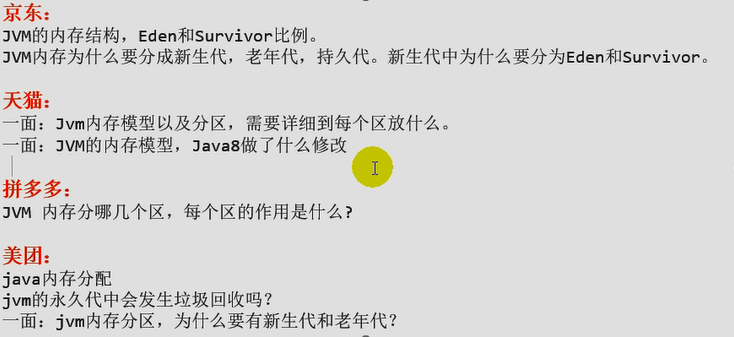 京东：
JVM的内存结构，Eden和Survivor比例。
JVM内存为什么要分成新生代，老年代，持久代。新生代中为什么要分为Eden和Survivor。
天猫：
一面：Jvm内存模型以及分区，需要详细到每个区放什么。
一面：JVM的内存模型，Java8做了什么修改
拼多多：
JVM 内存分哪几个区，每个区的作用是什么？
美团：
java内存分配
jvm的永久代中会发生垃圾回收吗？
一面：jvm内存分区，为什么要有新生代和老年代？